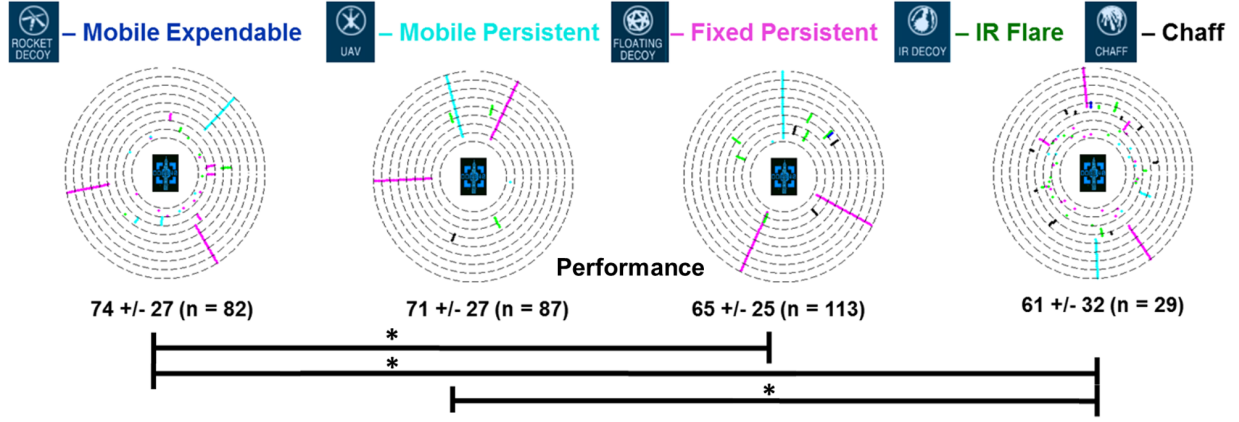 ROCKET DECOY – Mobile Expendable
UAV – Mobile Persistent
FLOATING DECOY – Fixed Persistent
IR DECOY – IR Flare
CHAFF – Chaff
Performance
74 +/- 27 (n = 82)
71 +/- 27 (n = 87)
65 +/- 25 (n = 113)
61 +/- 32 (n = 29)
*
*
*